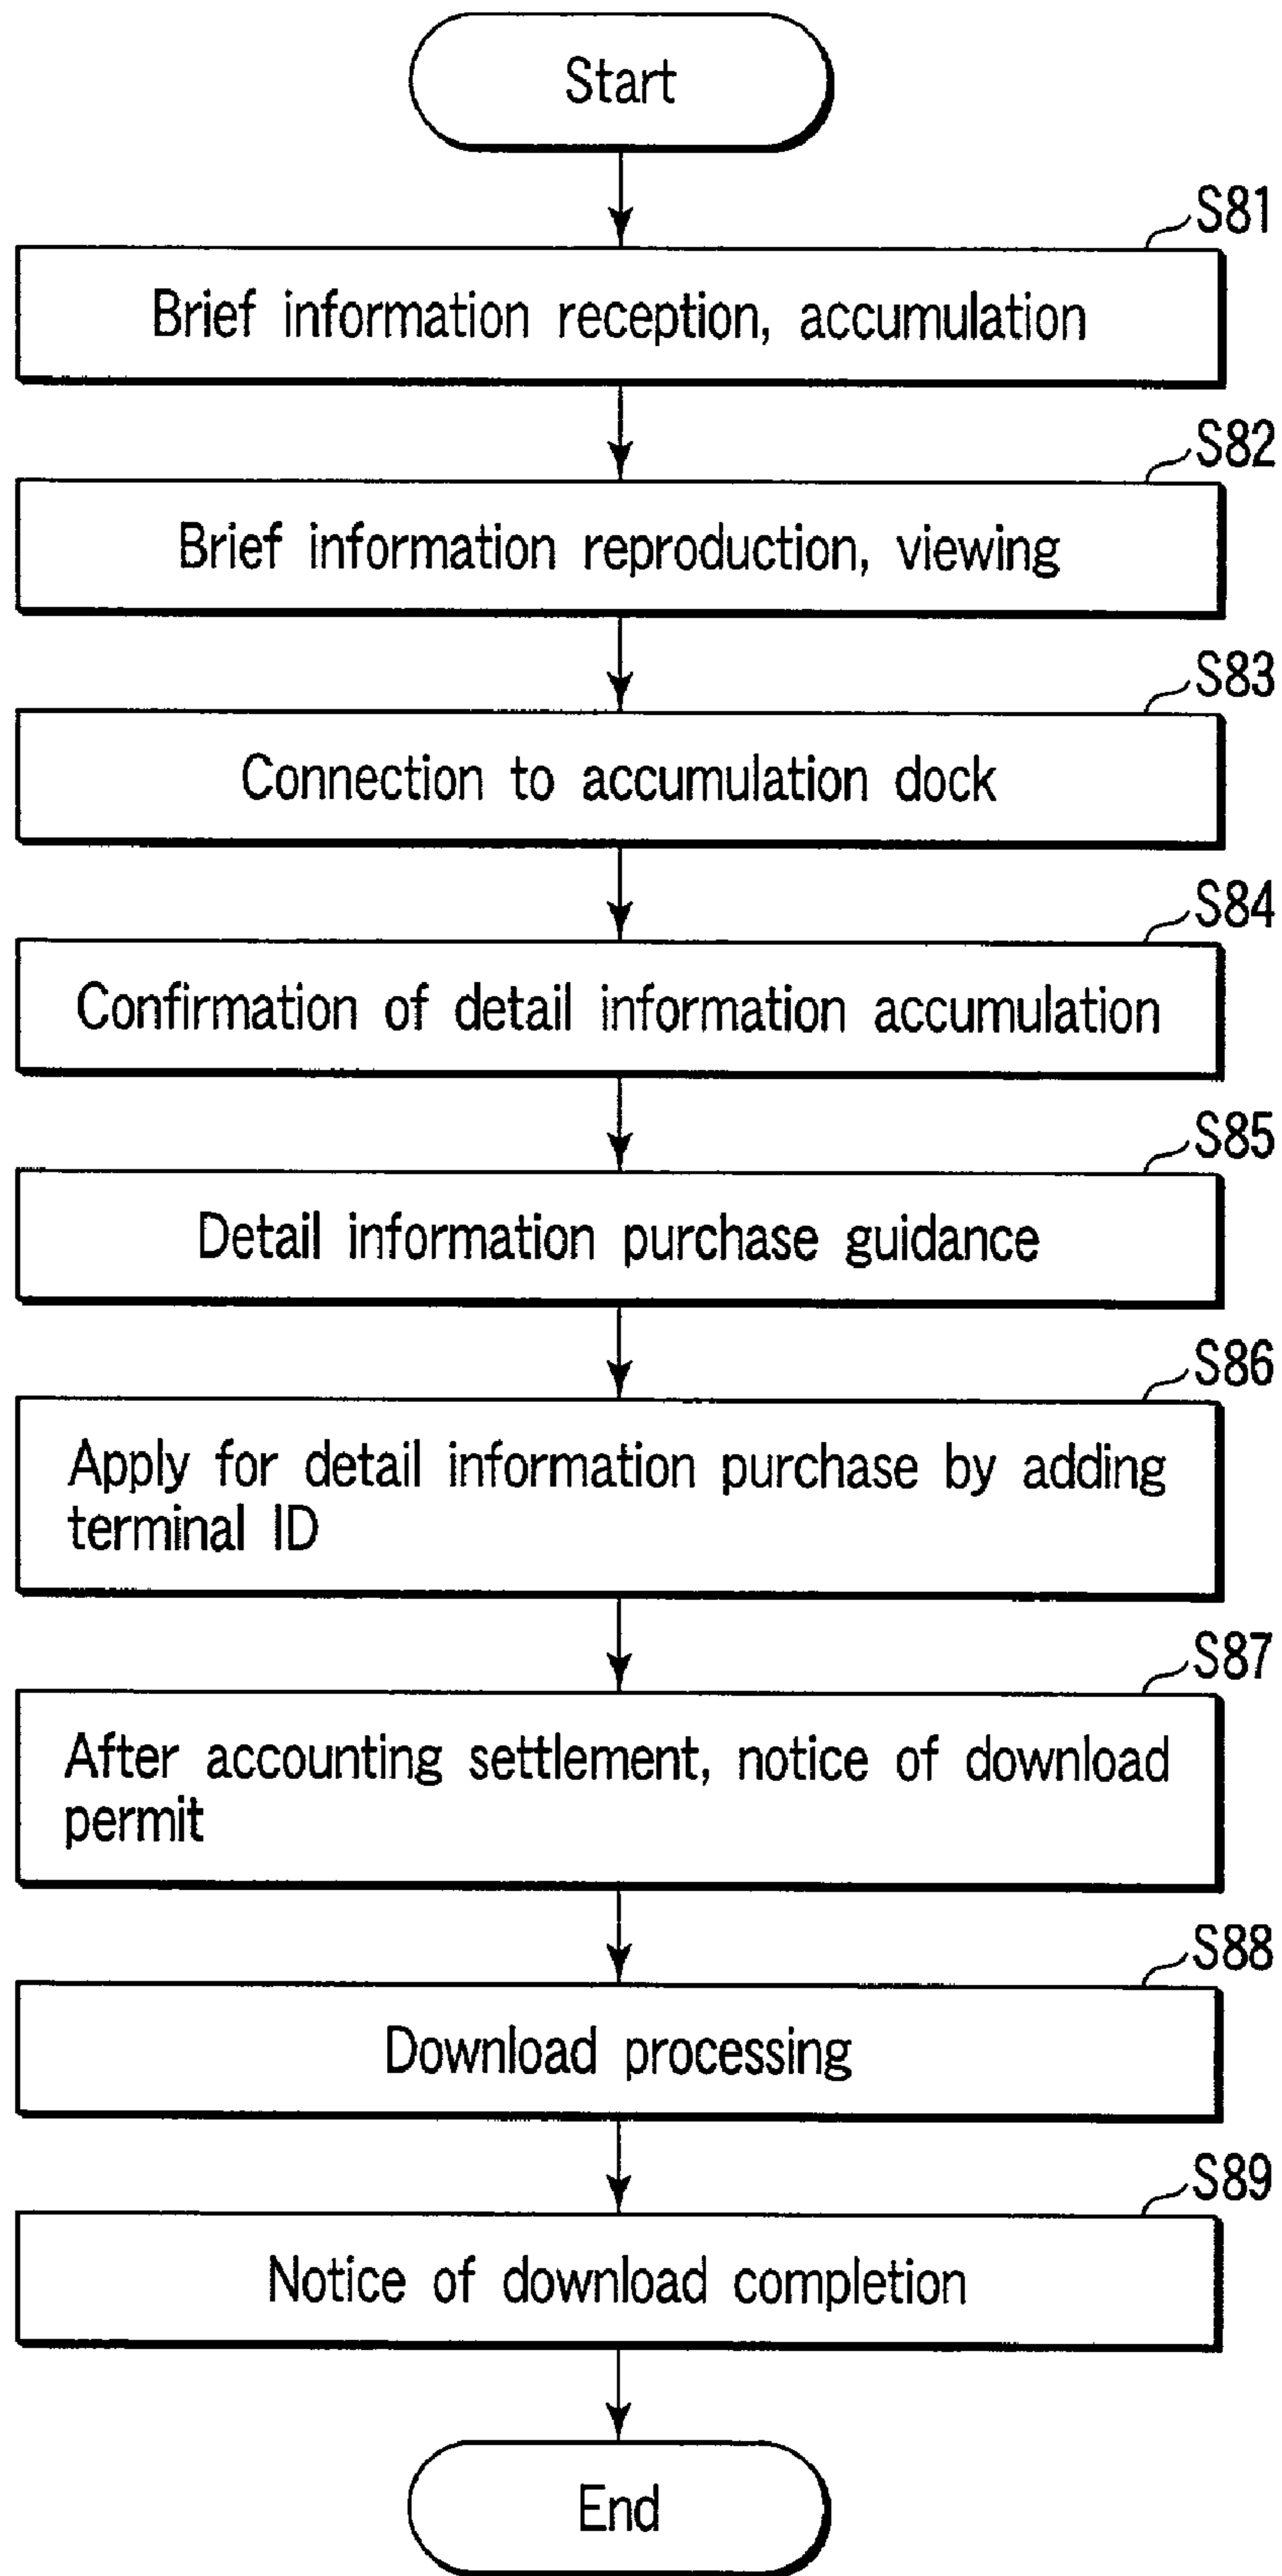 Start
S81
Brief information reception, accumulation
S82
Brief information reproduction, viewing
S83
Connection to accumulation dock
S84
Confirmation of detail information accumulation
S85
Detail information purchase guidance
S86
Apply for detail information purchase by adding
terminal ID
S87
After accounting settlement, notice of download
permit
S88
Download processing
S89
Notice of download completion
End